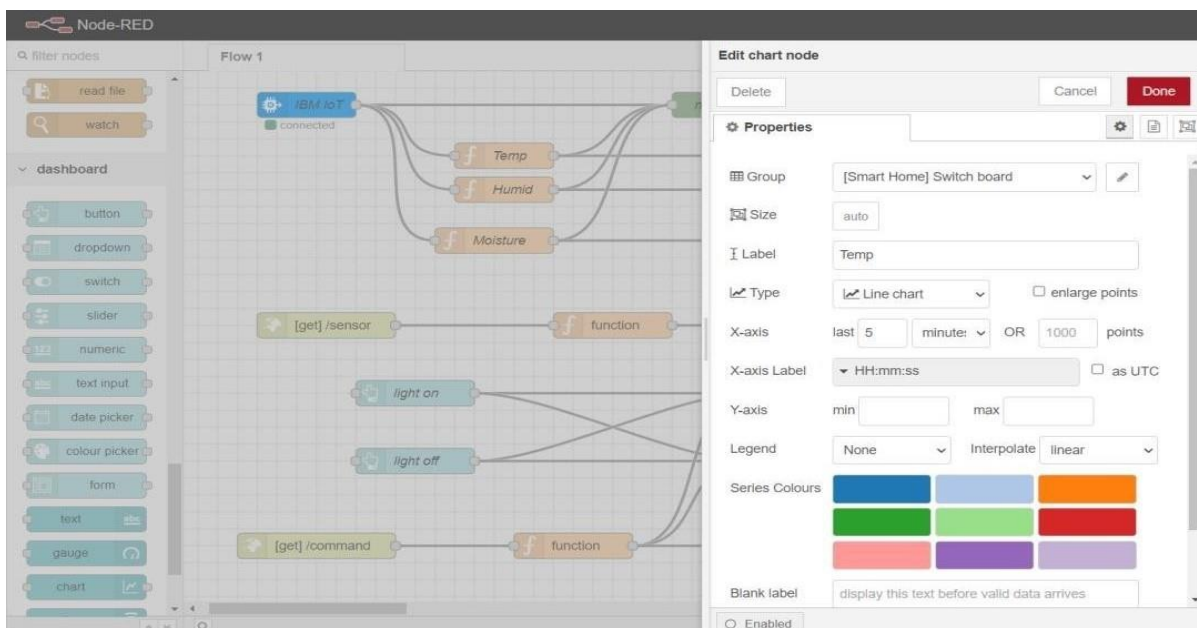 Node-RED
filter nodes
read file
watch
dashboard
button
dropdown
switch
slider
numeric
text input
date picker
colour picker
form
text
gauge
chart
Flow 1
IBM IoT
connected
Temp
Humid
Moisture
[get] /sensor
function
light on
light off
[get] /command
function
Edit chart node
Delete
Cancel
Done
Properties
Group
[Smart Home] Switch board
Size
auto
Label
Temp
Type
Line chart
enlarge points
X-axis
last 5
OR 1000 points
X-axis Label
HH:mm:ss
as UTC
Y-axis
min
max
Legend
None
Interpolate
linear
Series Colours
Blank label
display this text before valid data arrives
Enabled